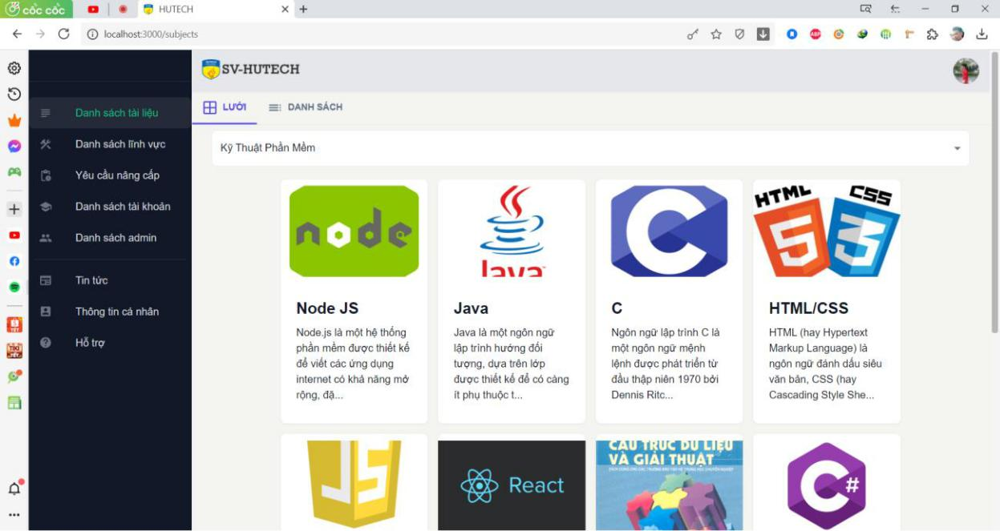 cốc cốc
HUTECH
localhost:3000/subjects
ABP
SV-HUTECH
LƯỚI
DANH SÁCH
Danh sách tài liệu
Danh sách lĩnh vực
Yêu cầu nâng cấp
Danh sách tài khoản
Danh sách admin
Tin tức
Thông tin cá nhân
Hỗ trợ
Kỹ Thuật Phần Mềm
node
Java
C
HTML CSS
5 3
Node JS
Node.js là một hệ thống
phần mềm được thiết kế
để viết các ứng dụng
internet có khả năng mở
rộng, đặ...
Java
Java là một ngôn ngữ
lập trình hướng đối
tượng, dựa trên lớp
được thiết kế để có càng
ít phụ thuộc t...
C
Ngôn ngữ lập trình C là
một ngôn ngữ mệnh
lệnh được phát triển từ
đầu thập niên 1970 bởi
Dennis Ritc...
HTML/CSS
HTML (hay Hypertext
Markup Language) là
ngôn ngữ đánh dấu siêu
văn bản, CSS (hay
Cascading Style She...
JS
React
CẤU TRÚC DỮ LIỆU
VÀ GIẢI THUẬT
C#